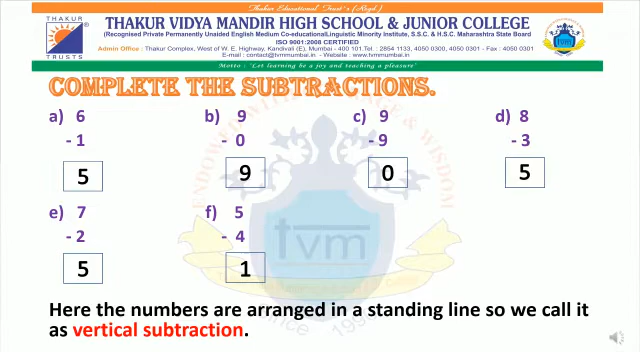 Thakur Educational Trust's (Regd.)
THAKUR VIDYA MANDIR HIGH SCHOOL & JUNIOR COLLEGE
(Recognised Private Permanently Unaided English Medium Co-educational Linguistic Minority Institute, S.S.C. & H.S.C. Maharashtra State Board
ISO 9001:2008 CERTIFIED
Admin Office : Thakur Complex, West of W. E. Highway, Kandivali (E), Mumbai - 400 101. Tel. : 2854 1133, 4050 0300, 4050 0301 - Fax : 4050 0301
E-mail : contact@tvmmumbai.in - Website : www.tvmmumbai.in
Motto : "Let learning be a joy and teaching a pleasure"
THAKUR
TRUSTS
COMPLETE THE SUBTRACTIONS.
a) 6 b) 9 c) 9 d) 8
- 1 - 0 - 9 - 3
5 9 0 5
e) 7 f) 5
- 2 - 4
5 1
tvm
Here the numbers are arranged in a standing line so we call it
as vertical subtraction.